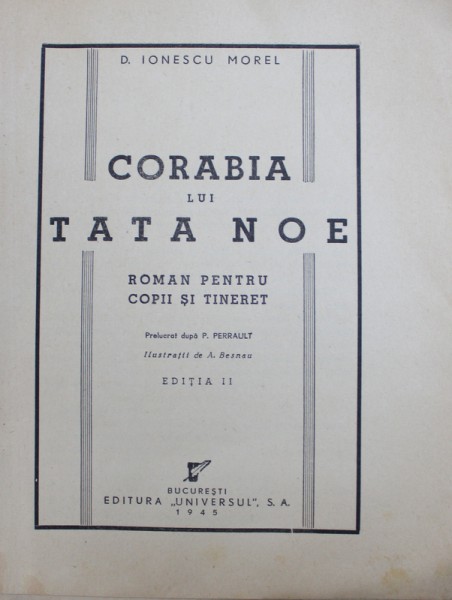 D. IONESCU MOREL
CORABIA
LUI
TATA NOE
ROMAN PENTRU
COPII ȘI TINERET
Prelucrat după P. PERRAULT
Ilustrații de A. Besnau
EDIȚIA II
BUCUREȘTI
EDITURA „UNIVERSUL”, S. A.
1945